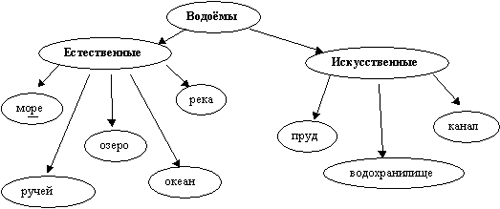 Водоёмы
Естественные
Искусственные
море
река
пруд
канал
озеро
ручей
океан
водохранилище